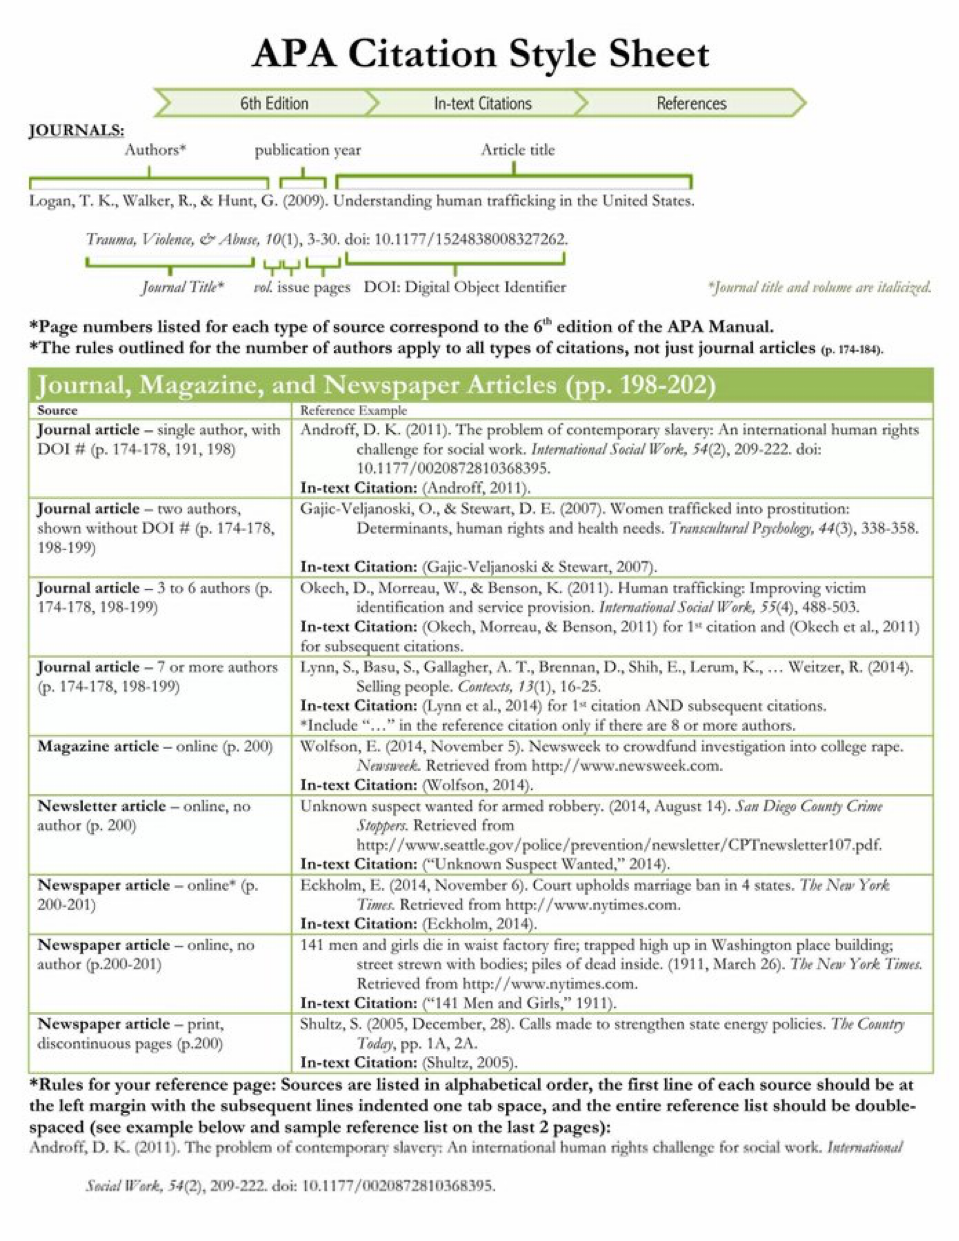 APA Citation Style Sheet
6th Edition
In-text Citations
References
JOURNALS:
Authors* publication year Article title
Logan, T. K., Walker, R., & Hunt, G. (2009). Understanding human trafficking in the United States.
Trauma, Violence, & Abuse, 10(1), 3-30. doi: 10.1177/1524838008327262.
Journal Title* vol. issue pages DOI: Digital Object Identifier
*Journal title and volume are italicized.
*Page numbers listed for each type of source correspond to the 6th edition of the APA Manual.
*The rules outlined for the number of authors apply to all types of citations, not just journal articles (p. 174-184).
Journal, Magazine, and Newspaper Articles (pp. 198-202)
Source
Reference Example
Journal article – single author, with
DOI # (p. 174-178, 191, 198)
Androff, D. K. (2011). The problem of contemporary slavery: An international human rights
challenge for social work. International Social Work, 54(2), 209-222. doi:
10.1177/0020872810368395.
In-text Citation: (Androff, 2011).
Journal article – two authors,
shown without DOI # (p. 174-178,
198-199)
Gajic-Veljanoski, O., & Stewart, D. E. (2007). Women trafficked into prostitution:
Determinants, human rights and health needs. Transcultural Psychology, 44(3), 338-358.
In-text Citation: (Gajic-Veljanoski & Stewart, 2007).
Journal article – 3 to 6 authors (p.
174-178, 198-199)
Okech, D., Morreau, W., & Benson, K. (2011). Human trafficking: Improving victim
identification and service provision. International Social Work, 55(4), 488-503.
In-text Citation: (Okech, Morreau, & Benson, 2011) for 1st citation and (Okech et al., 2011)
for subsequent citations.
Journal article – 7 or more authors
(p. 174-178, 198-199)
Lynn, S., Basu, S., Gallagher, A. T., Brennan, D., Shih, E., Lerum, K., … Weitzer, R. (2014).
Selling people. Contexts, 13(1), 16-25.
In-text Citation: (Lynn et al., 2014) for 1st citation AND subsequent citations.
*Include “…” in the reference citation only if there are 8 or more authors.
Magazine article – online (p. 200)
Wolfson, E. (2014, November 5). Newsweek to crowdfund investigation into college rape.
Newsweek. Retrieved from http://www.newsweek.com.
In-text Citation: (Wolfson, 2014).
Newsletter article – online, no
author (p. 200)
Unknown suspect wanted for armed robbery. (2014, August 14). San Diego County Crime
Stoppers. Retrieved from
http://www.seattle.gov/police/prevention/newsletter/CPTnewsletter107.pdf.
In-text Citation: (“Unknown Suspect Wanted,” 2014).
Newspaper article – online* (p.
200-201)
Eckholm, E. (2014, November 6). Court upholds marriage ban in 4 states. The New York
Times. Retrieved from http://www.nytimes.com.
In-text Citation: (Eckholm, 2014).
Newspaper article – online, no
author (p.200-201)
141 men and girls die in waist factory fire; trapped high up in Washington place building;
street strewn with bodies; piles of dead inside. (1911, March 26). The New York Times.
Retrieved from http://www.nytimes.com.
In-text Citation: (“141 Men and Girls,” 1911).
Newspaper article – print,
discontinuous pages (p.200)
Shultz, S. (2005, December, 28). Calls made to strengthen state energy policies. The Country
Today, pp. 1A, 2A.
In-text Citation: (Shultz, 2005).
*Rules for your reference page: Sources are listed in alphabetical order, the first line of each source should be at
the left margin with the subsequent lines indented one tab space, and the entire reference list should be double-
spaced (see example below and sample reference list on the last 2 pages):
Androff, D. K. (2011). The problem of contemporary slavery: An international human rights challenge for social work. International
Social Work, 54(2), 209-222. doi: 10.1177/0020872810368395.